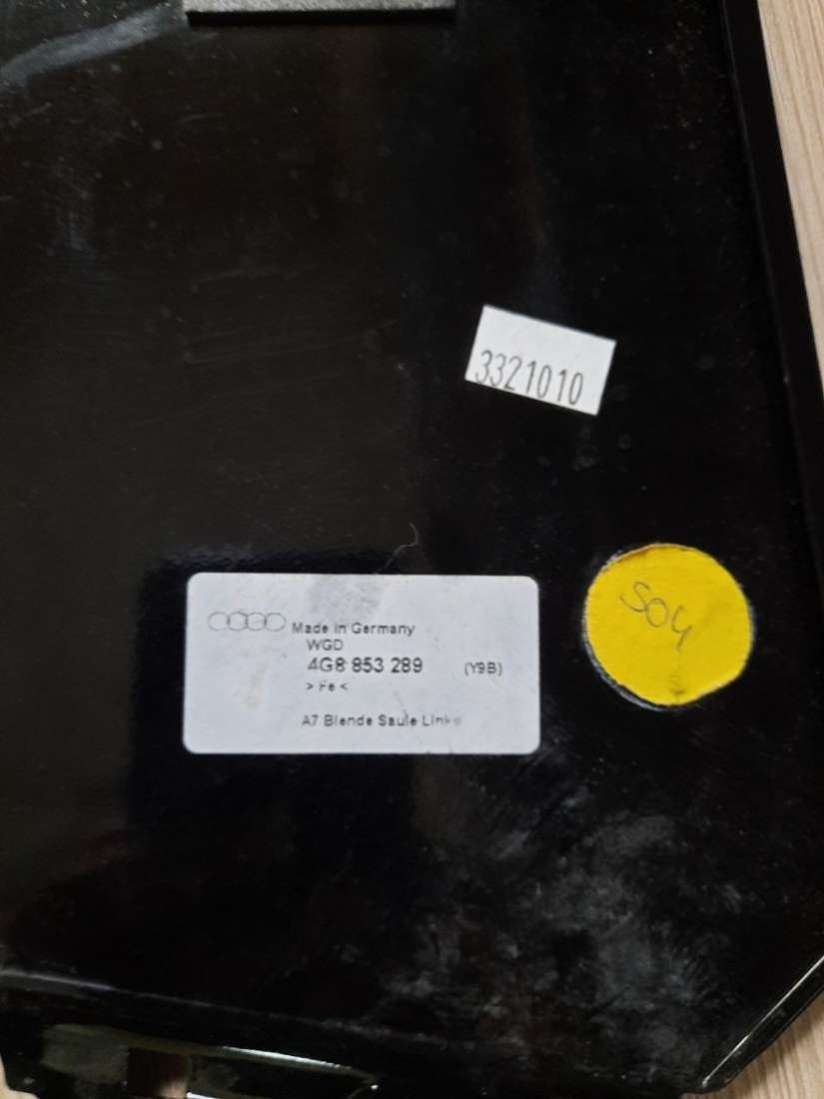 3321010
Made in Germany
WGD
4G8 853 289 (Y9B)
> Fe <
A7 Blende Saule Links
S04